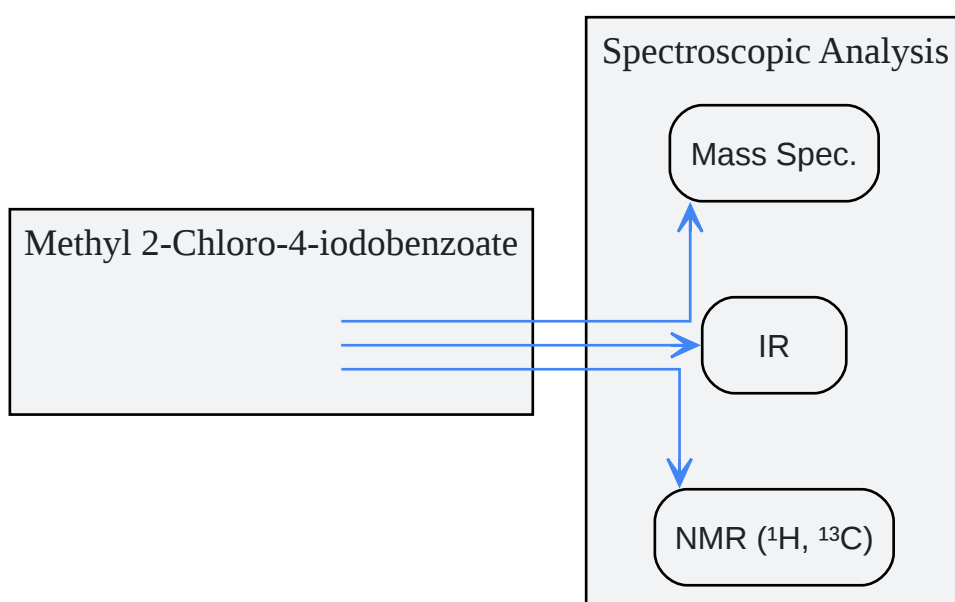 Spectroscopic Analysis
Mass Spec.
Methyl 2-Chloro-4-iodobenzoate
IR
NMR (¹H, ¹³C)